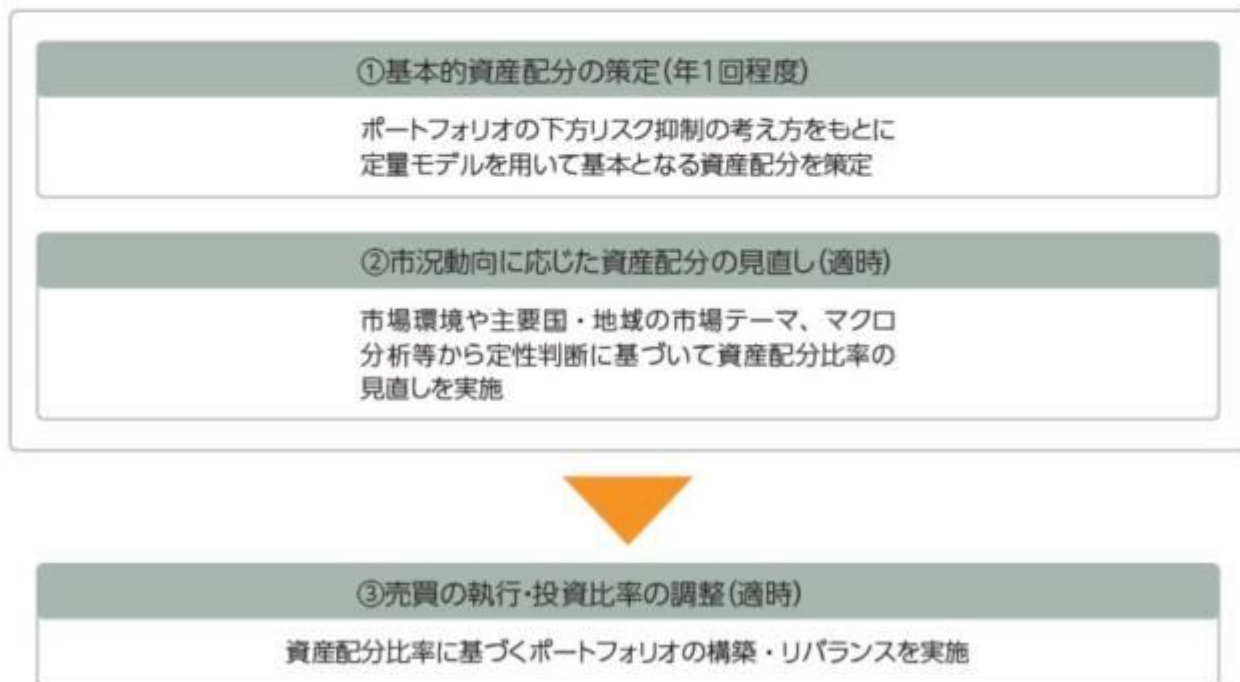 ①基本的資産配分の策定(年1回程度)
ポートフォリオの下方リスク抑制の考え方をもとに
定量モデルを用いて基本となる資産配分を策定
②市況動向に応じた資産配分の見直し(適時)
市場環境や主要国・地域の市場テーマ、マクロ
分析等から定性判断に基づいて資産配分比率の
見直しを実施
③売買の執行・投資比率の調整(適時)
資産配分比率に基づくポートフォリオの構築・リバランスを実施